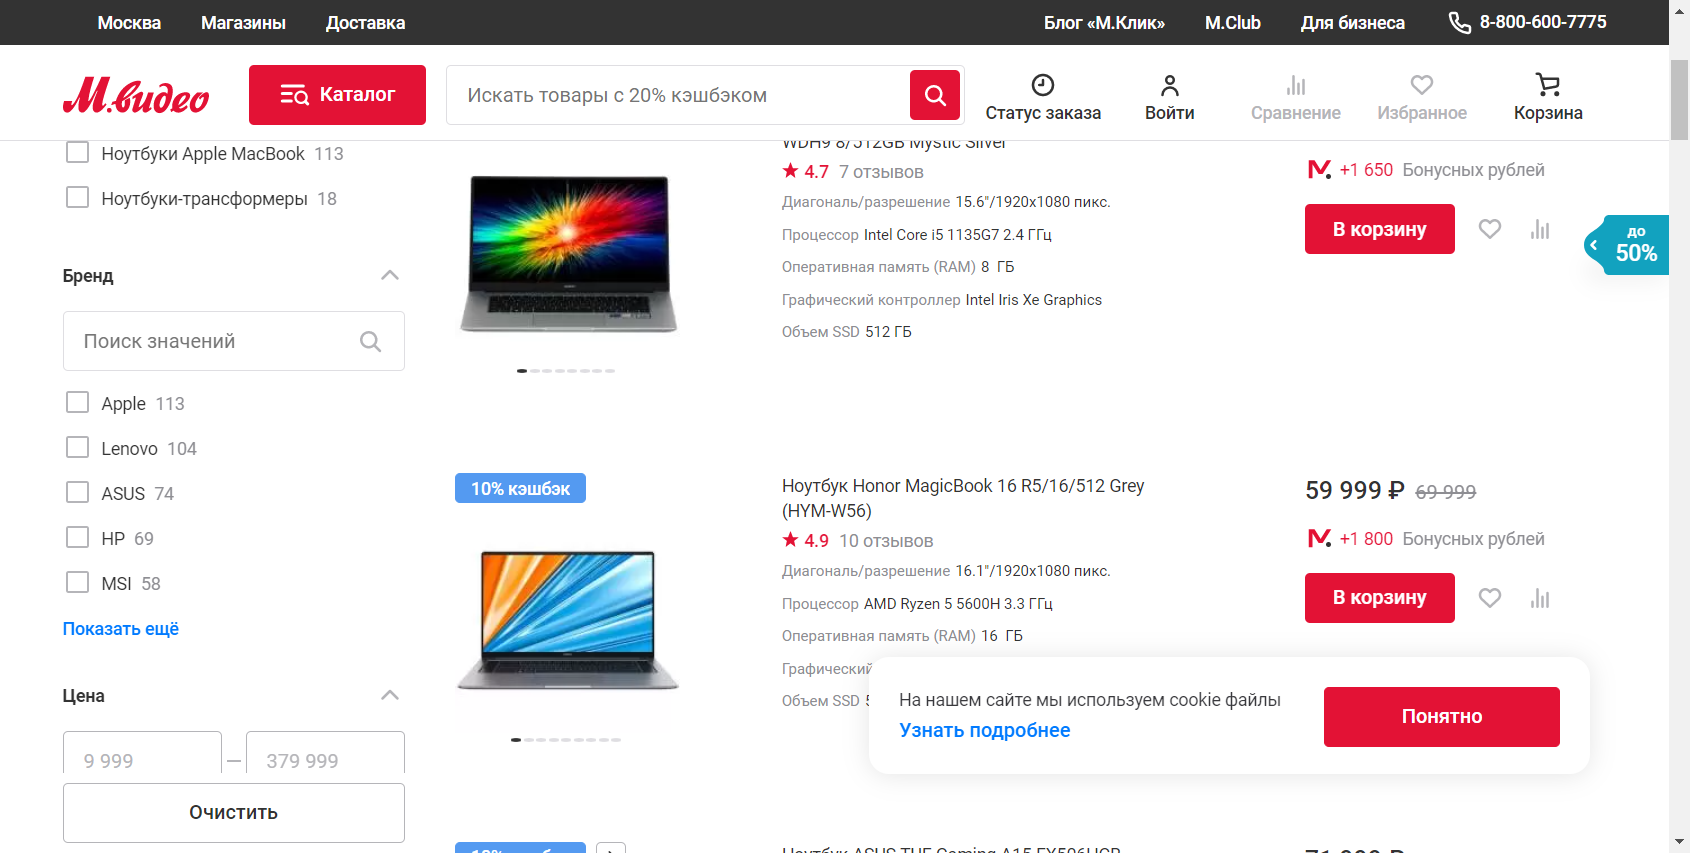 Москва Магазины Доставка Блог «М.Клик» M.Club Для бизнеса 8-800-600-7775
М.видео Каталог Искать товары с 20% кэшбэком Статус заказа Войти Сравнение Избранное Корзина
Ноутбуки Apple MacBook 113
Ноутбуки-трансформеры 18
Бренд
Поиск значений
Apple 113
Lenovo 104
ASUS 74
HP 69
MSI 58
Показать ещё
Цена
9 999 — 379 999
Очистить
WDH9 8/512GB Mystic Silver
4.7 7 отзывов
Диагональ/разрешение 15.6"/1920x1080 пикс.
Процессор Intel Core i5 1135G7 2.4 ГГц
Оперативная память (RAM) 8 ГБ
Графический контроллер Intel Iris Xe Graphics
Объем SSD 512 ГБ
+1 650 Бонусных рублей
В корзину
до
50%
10% кэшбэк
Ноутбук Honor MagicBook 16 R5/16/512 Grey
(HYM-W56)
4.9 10 отзывов
Диагональ/разрешение 16.1"/1920x1080 пикс.
Процессор AMD Ryzen 5 5600H 3.3 ГГц
Оперативная память (RAM) 16 ГБ
Графический
Объем SSD
59 999 ₽ 69 999
+1 800 Бонусных рублей
В корзину
На нашем сайте мы используем cookie файлы
Узнать подробнее
Понятно
Ноутбук ASUS TUF Gaming A15